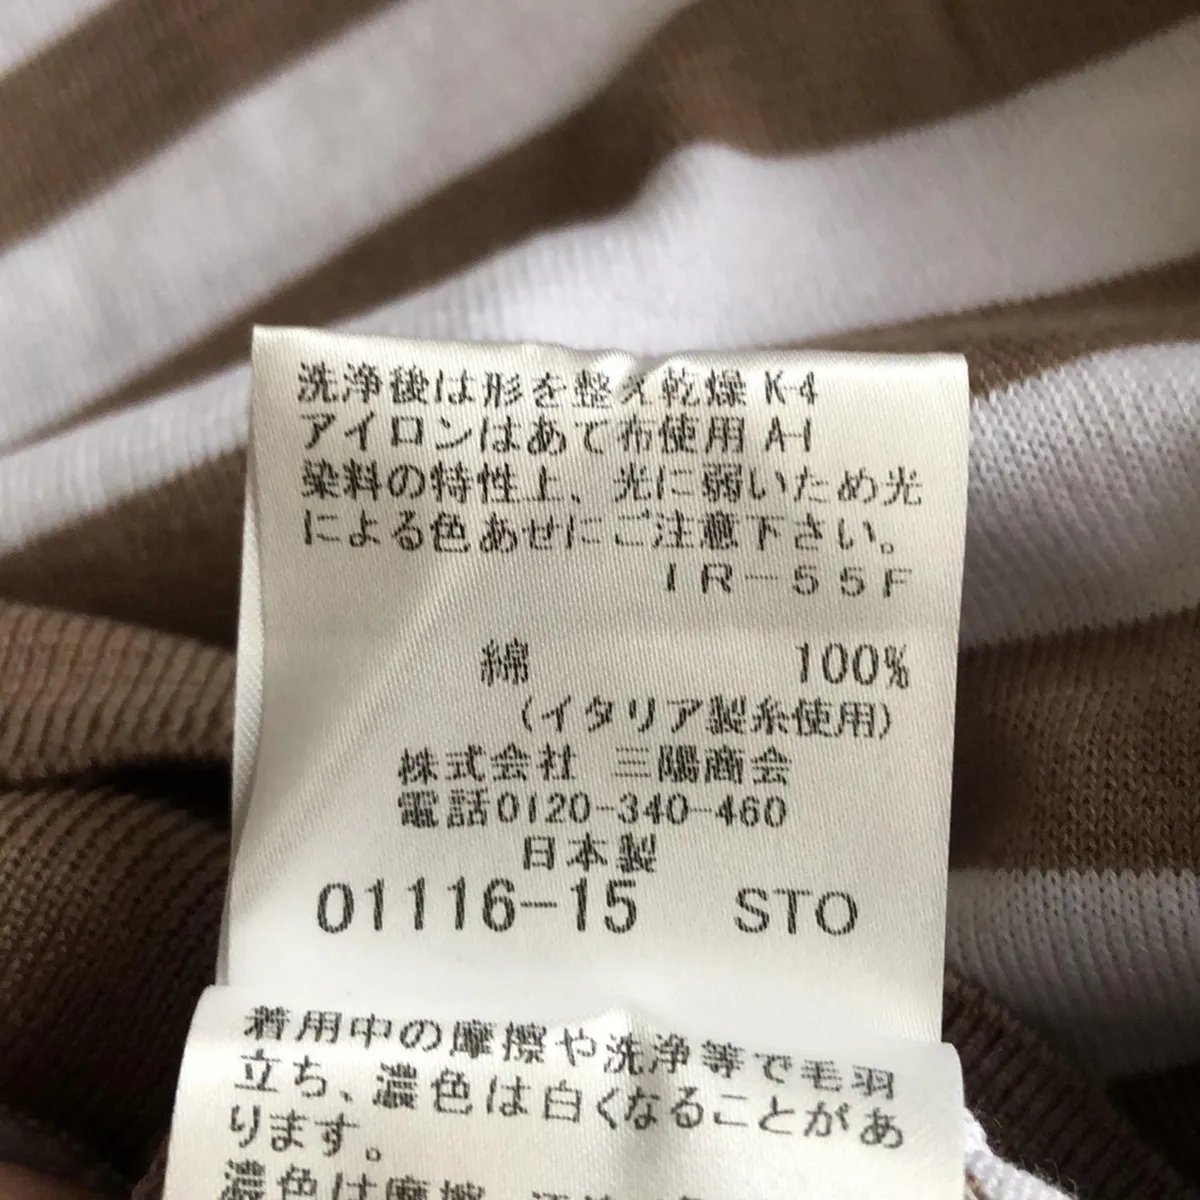 洗浄後は形を整え乾燥 K-4
アイロンはあて布使用 A-1
染料の特性上、光に弱いため光
による色あせにご注意下さい。
IR-55F
綿 100%
(イタリア製糸使用)
株式会社 三陽商会
電話0120-340-460
日本製
01116-15 STO
着用中の摩擦や洗浄等で毛羽
立ち、濃色は白くなることがあ
ります。
濃色は摩擦、